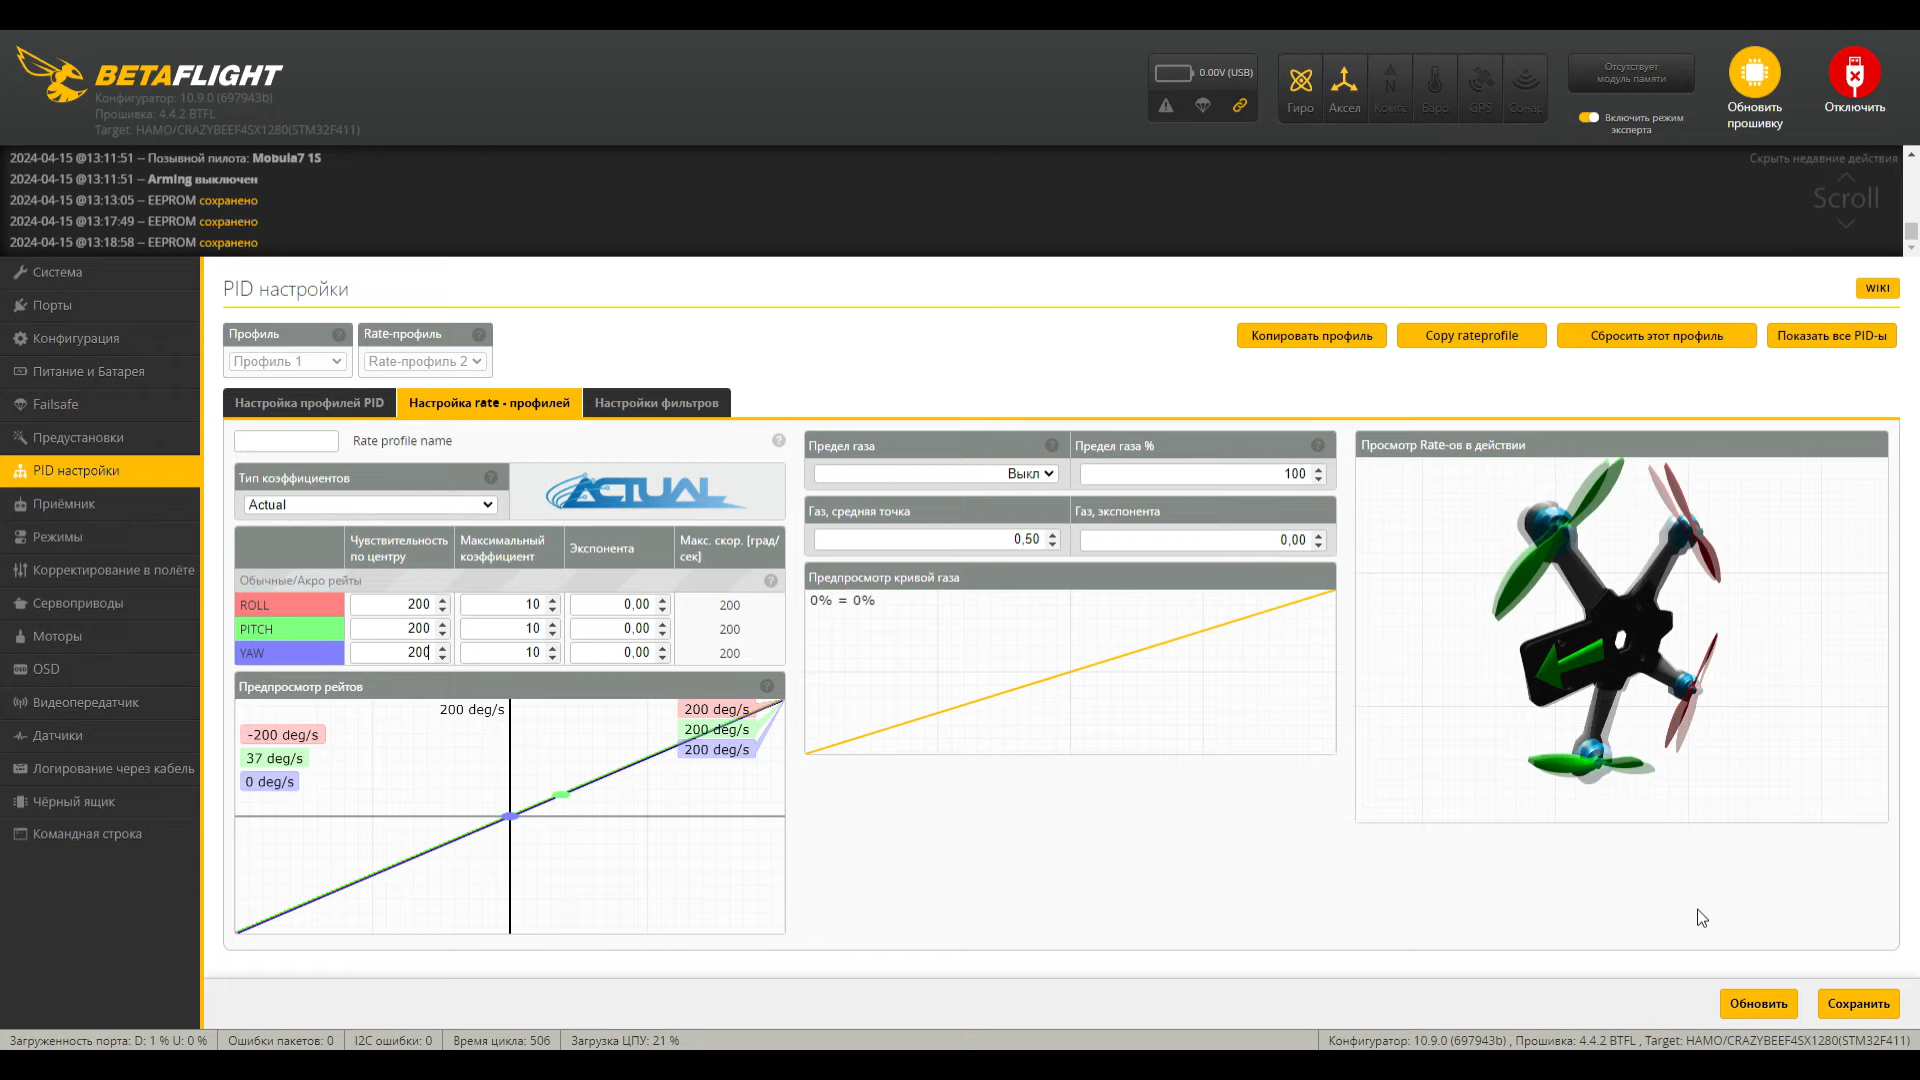 BETAFLIGHT
Конфигуратор: 10.9.0 (697943b)
Прошивка: 4.4.2 BTFL
Target: HAMO/CRAZYBEEF4SX1280(STM32F411)
0.00V (USB)
Гиро
Аксел
Комп
Баро
GPS
Сонар
Отсутствует
модуль памяти
Включить режим
эксперта
Обновить
прошивку
Отключить
2024-04-15 @13:11:51 -- Позывной пилота: Mobula7 1S
2024-04-15 @13:11:51 -- Arming выключен
2024-04-15 @13:13:05 -- EEPROM сохранено
2024-04-15 @13:17:49 -- EEPROM сохранено
2024-04-15 @13:18:58 -- EEPROM сохранено
Скрыть недавние действия
Scroll
Система
Порты
Конфигурация
Питание и Батарея
Failsafe
Предустановки
PID настройки
Приёмник
Режимы
Корректирование в полёте
Сервоприводы
Моторы
OSD
Видеопередатчик
Датчики
Логирование через кабель
Чёрный ящик
Командная строка
PID настройки
WIKI
Профиль
Профиль 1
Rate-профиль
Rate-профиль 2
Копировать профиль
Copy rateprofile
Сбросить этот профиль
Показать все PID-ы
Настройка профилей PID
Настройка rate - профилей
Настройки фильтров
Rate profile name
Тип коэффициентов
Actual
ACTUAL
Чувствительность
по центру
Максимальный
коэффициент
Экспонента
Макс. скор. [град/
сек]
Обычные/Акро рейты
ROLL 200 10 0,00 200
PITCH 200 10 0,00 200
YAW 200 10 0,00 200
Предпросмотр рейтов
200 deg/s
-200 deg/s
37 deg/s
0 deg/s
200 deg/s
200 deg/s
200 deg/s
Предел газа
Выкл
Предел газа %
100
Газ, средняя точка
0,50
Газ, экспонента
0,00
Предпросмотр кривой газа
0% = 0%
Просмотр Rate-ов в действии
Обновить
Сохранить
Загруженность порта: D: 1 % U: 0 %
Ошибки пакетов: 0
I2C ошибки: 0
Время цикла: 506
Загрузка ЦПУ: 21 %
Конфигуратор: 10.9.0 (697943b) , Прошивка: 4.4.2 BTFL , Target: HAMO/CRAZYBEEF4SX1280(STM32F411)